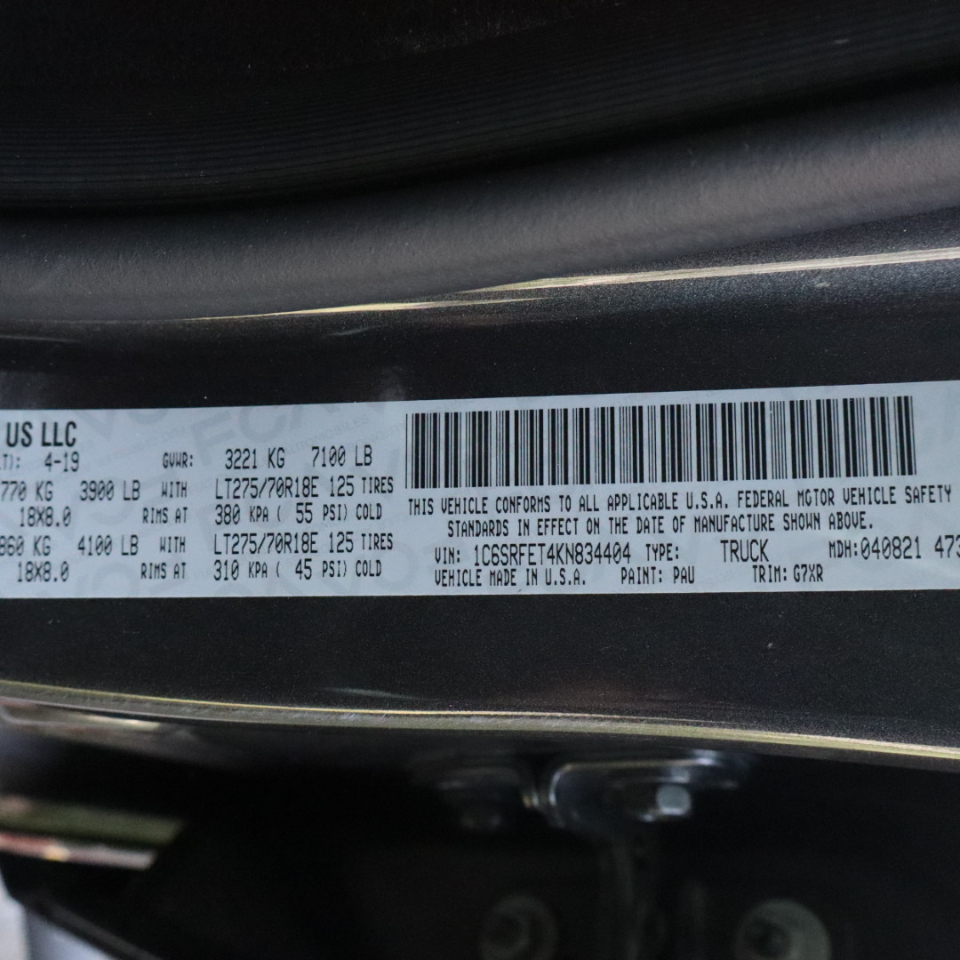 US LLC
LT): 4-19 GVWR: 3221 KG 7100 LB
770 KG 3900 LB WITH LT275/70R18E 125 TIRES
18X8.0 RIMS AT 380 KPA ( 55 PSI) COLD
860 KG 4100 LB WITH LT275/70R18E 125 TIRES
18X8.0 RIMS AT 310 KPA ( 45 PSI) COLD
THIS VEHICLE CONFORMS TO ALL APPLICABLE U.S.A. FEDERAL MOTOR VEHICLE SAFETY
STANDARDS IN EFFECT ON THE DATE OF MANUFACTURE SHOWN ABOVE.
VIN: 1C6SRFET4KN834404 TYPE: TRUCK MDH: 040821 473
VEHICLE MADE IN U.S.A. PAINT: PAU TRIM: G7XR